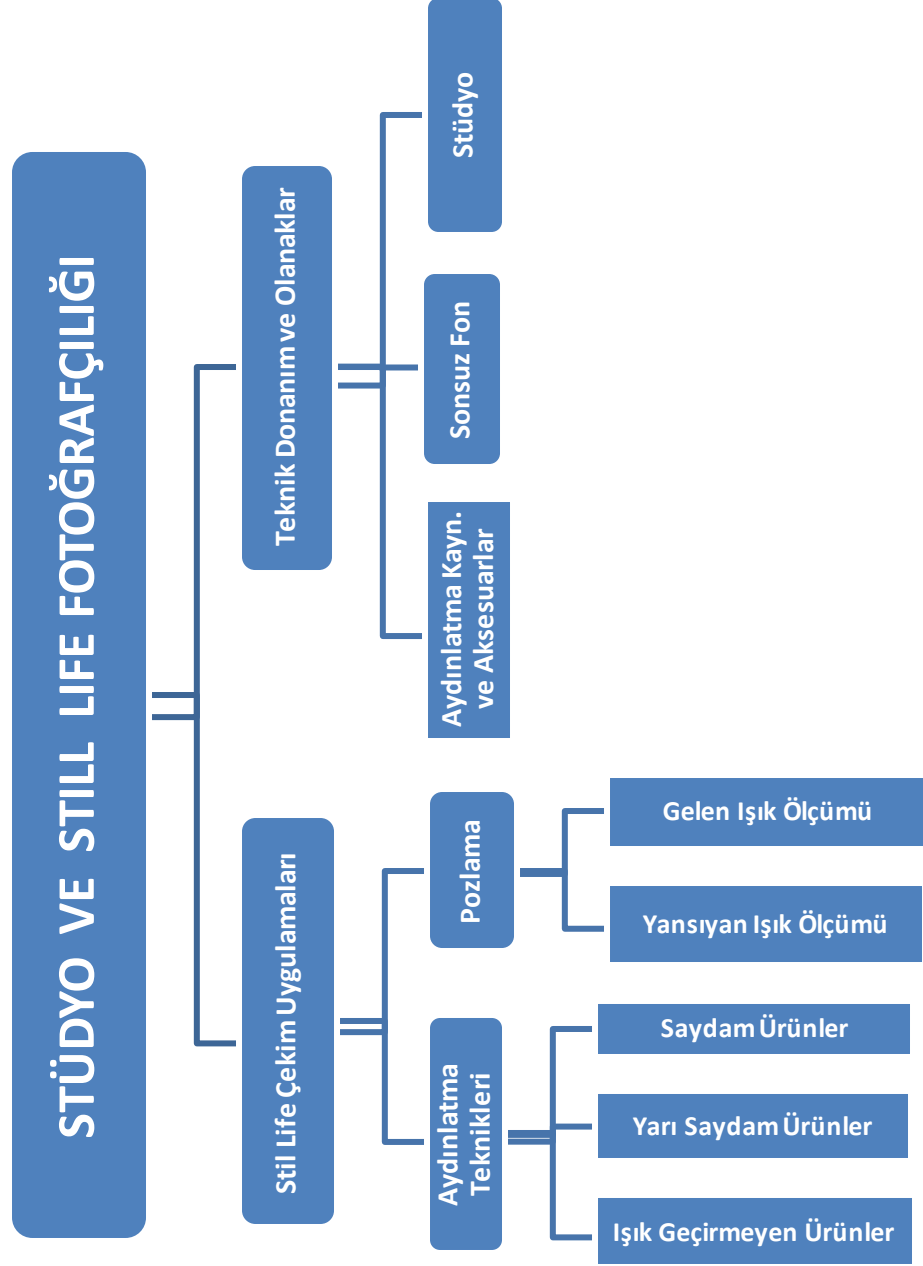 STÜDYO VE STILL LIFE FOTOĞRAFÇILIĞI
Stil Life Çekim Uygulamaları
Teknik Donanım ve Olanaklar
Aydınlatma
Teknikleri
Pozlama
Aydınlatma Kayn.
ve Aksesuarlar
Sonsuz Fon
Stüdyo
Işık Geçirmeyen Ürünler
Yarı Saydam Ürünler
Saydam Ürünler
Yansıyan Işık Ölçümü
Gelen Işık Ölçümü